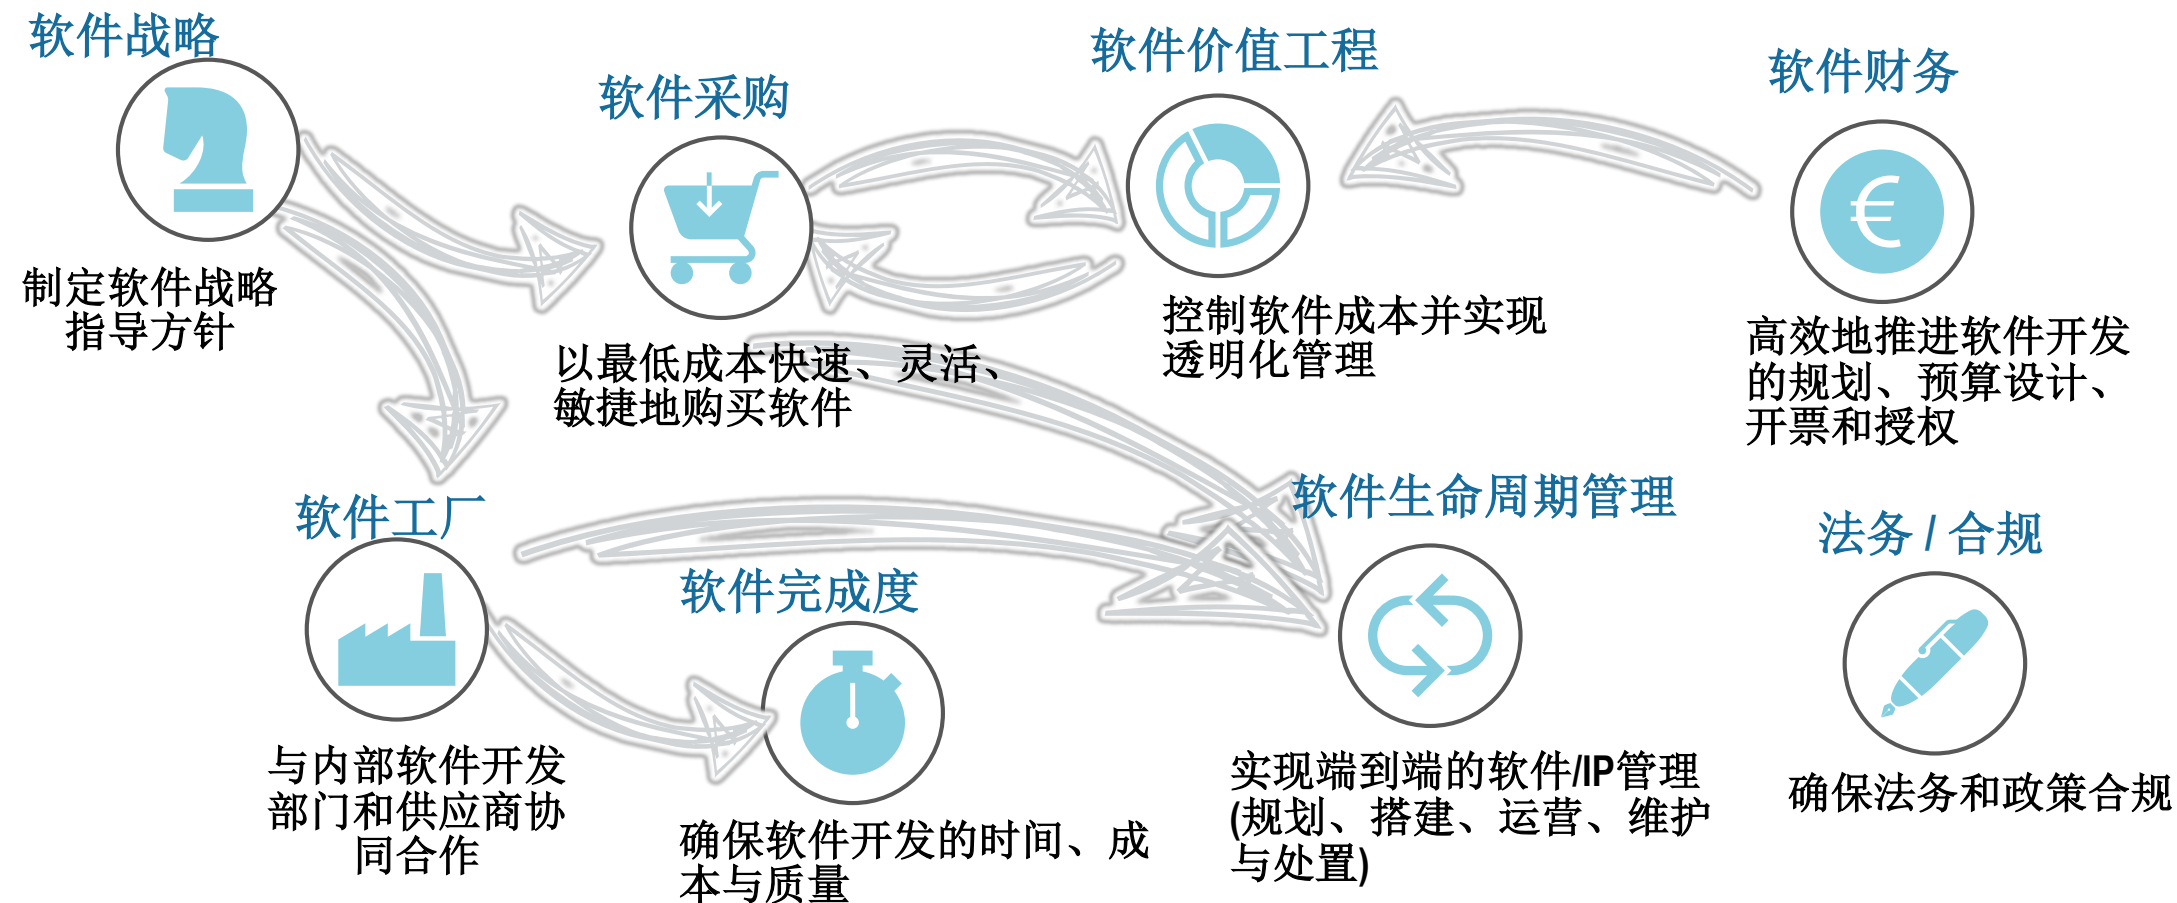 软件战略
制定软件战略
指导方针
软件采购
以最低成本快速、灵活、
敏捷地购买软件
软件价值工程
控制软件成本并实现
透明化管理
软件财务
€
高效地推进软件开发
的规划、预算设计、
开票和授权
软件工厂
与内部软件开发
部门和供应商协
同合作
软件完成度
确保软件开发的时间、成
本与质量
软件生命周期管理
实现端到端的软件/IP管理
(规划、搭建、运营、维护
与处置)
法务 / 合规
确保法务和政策合规